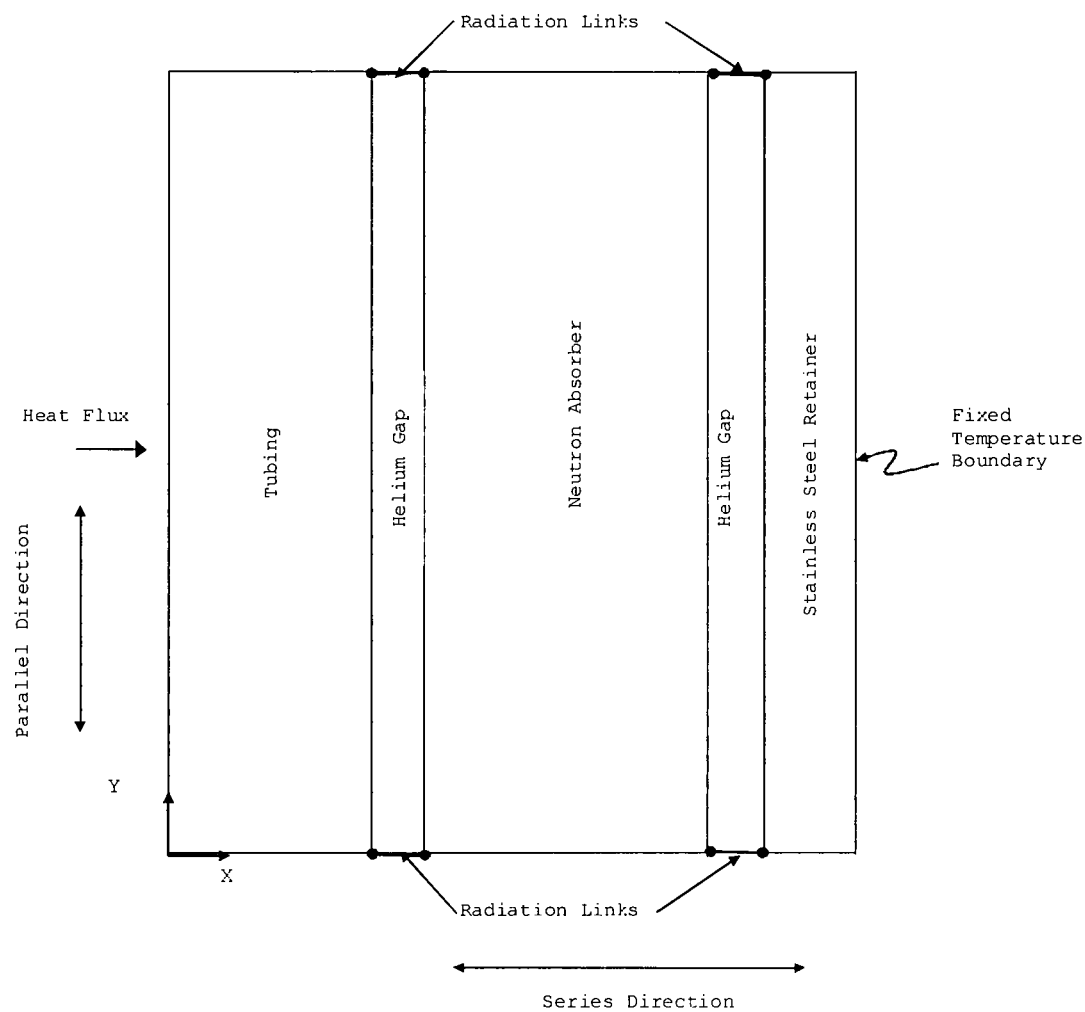 Radiation Links
Heat Flux
Parallel Direction
Tubing
Helium Gap
Neutron Absorber
Helium Gap
Stainless Steel Retainer
Fixed
Temperature
Boundary
Y
X
Radiation Links
Series Direction